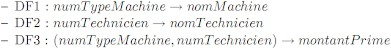 – DF1 : numTypeMachine → nomMachine
– DF2 : numTechnicien → nomTechnicien
– DF3 : (numTypeMachine, numTechnicien) → montantPrime